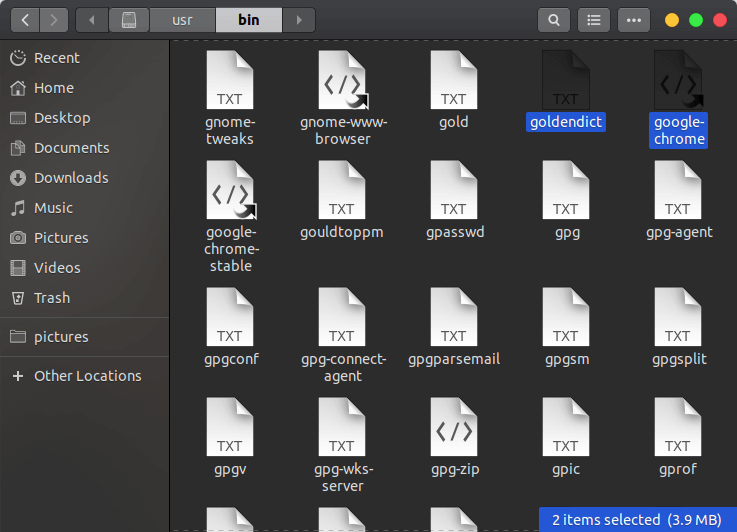 usr
bin
Recent
Home
Desktop
Documents
Downloads
Music
Pictures
Videos
Trash
pictures
Other Locations
TXT
TXT
TXT
gnome-
tweaks
gnome-www-
browser
gold
goldendict
google-
chrome
TXT
TXT
TXT
TXT
google-
chrome-
stable
gouldtoppm
gpasswd
gpg
gpg-agent
TXT
TXT
TXT
TXT
TXT
gpgconf
gpg-connect-
agent
gpgparsemail
gpgsm
gpgsplit
TXT
TXT
TXT
TXT
gpgv
gpg-wks-
server
gpg-zip
gpic
gprof
2 items selected (3.9 MB)